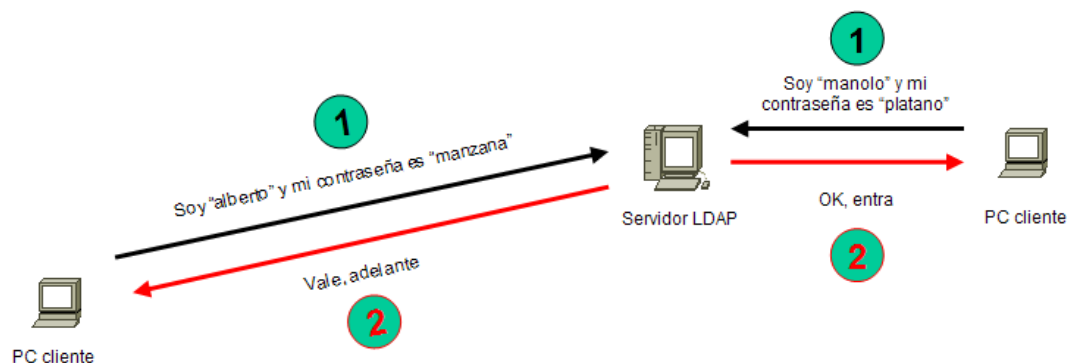 1
Soy “manolo” y mi
contraseña es “platano”
1
Soy “alberto” y mi contraseña es “manzana”
Servidor LDAP
OK, entra
PC cliente
2
Vale, adelante
2
PC cliente